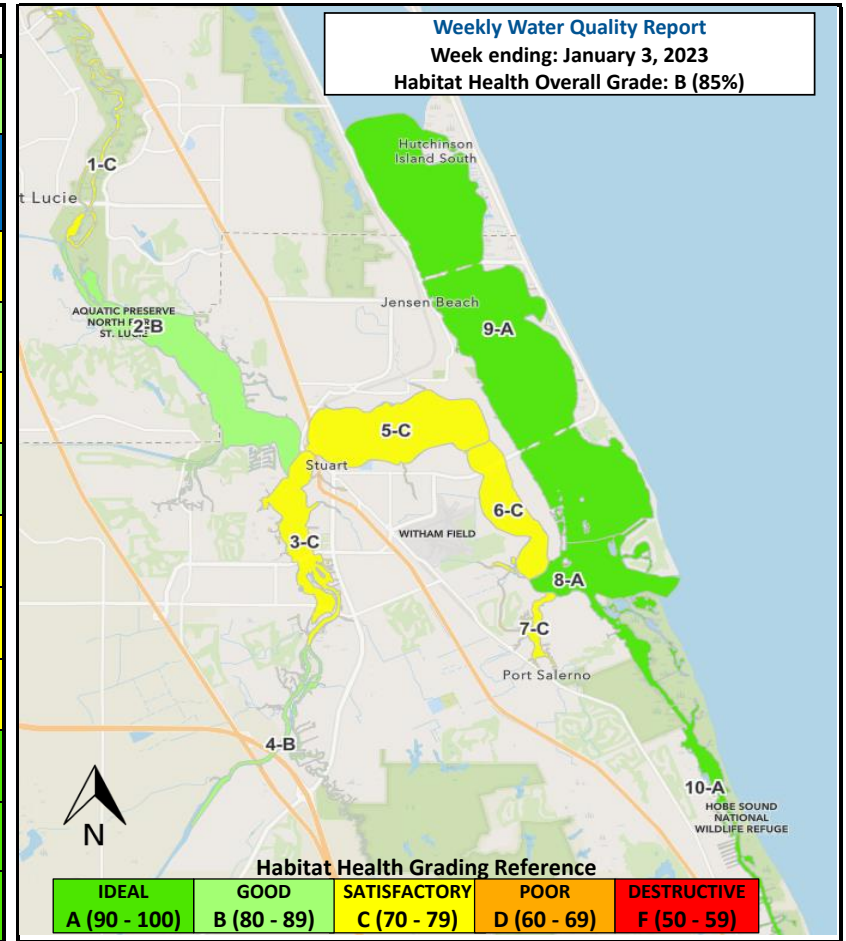 Weekly Water Quality Report
Week ending: January 3, 2023
Habitat Health Overall Grade: B (85%)
Hutchinson
Island South
1-C
t Lucie
Jensen Beach
AQUATIC PRESERVE
NORTH F R
ST. LUCIE
2-B
9-A
5-C
Stuart
6-C
WITHAM FIELD
3-C
8-A
7-C
Port Salerno
4-B
10-A
HOBE SOUND
NATIONAL
WILDLIFE REFUGE
N
Habitat Health Grading Reference
IDEAL GOOD SATISFACTORY POOR DESTRUCTIVE
A (90 - 100) B (80 - 89) C (70 - 79) D (60 - 69) F (50 - 59)